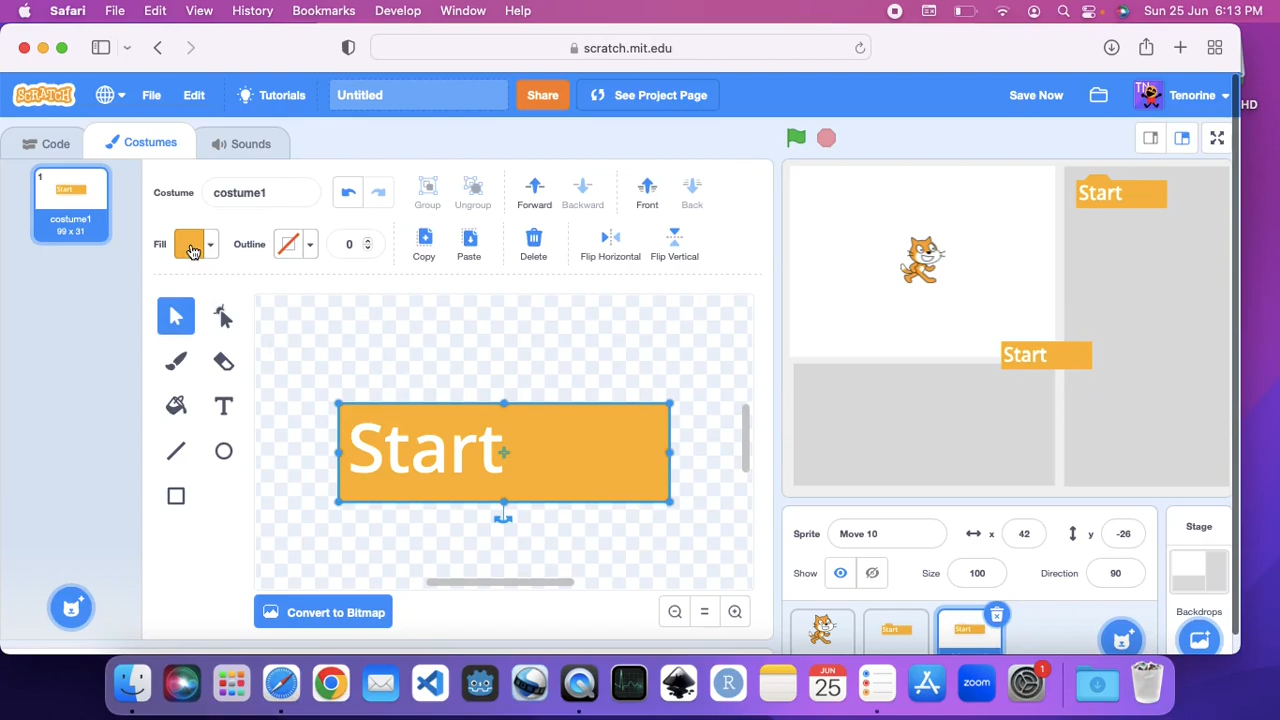 Safari File Edit View History Bookmarks Develop Window Help Sun 25 Jun 6:13 PM
scratch.mit.edu
SCRATCH File Edit Tutorials Untitled Share See Project Page Save Now TN Tenorine HD
Code Costumes Sounds
1 Start costume1 99 x 31
Costume costume1 Group Ungroup Forward Backward Front Back
Fill Outline 0 Copy Paste Delete Flip Horizontal Flip Vertical
Start
Start
Start
Convert to Bitmap
Sprite Move 10 x 42 y -26 Stage
Show Size 100 Direction 90
Backdrops
Start Start
zoom JUN 25 R 1